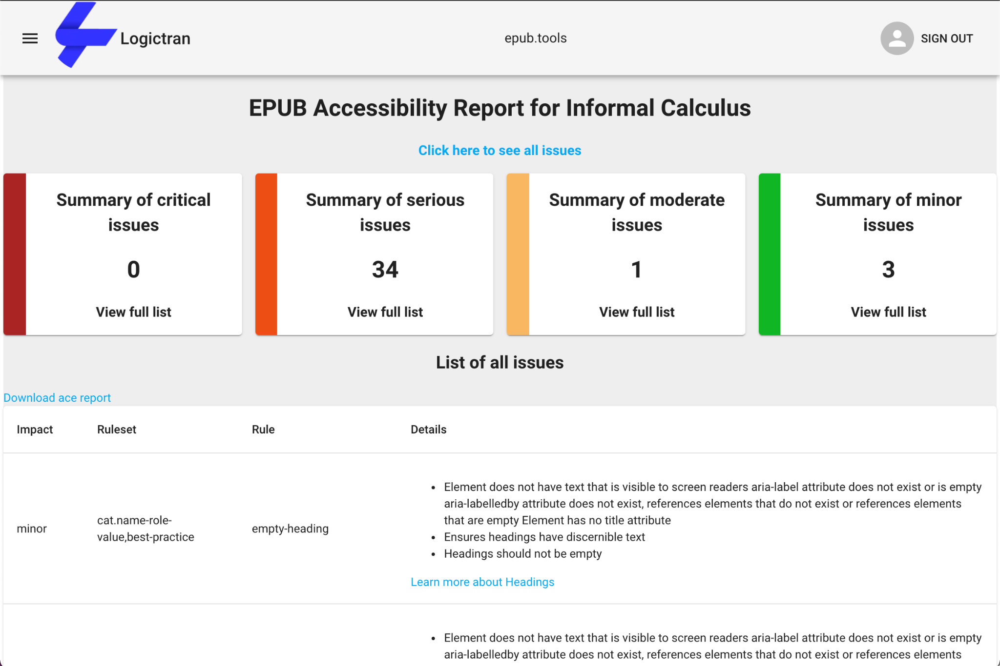 Logictran
epub.tools
SIGN OUT
EPUB Accessibility Report for Informal Calculus
Click here to see all issues
Summary of critical
issues
0
View full list
Summary of serious
issues
34
View full list
Summary of moderate
issues
1
View full list
Summary of minor
issues
3
View full list
List of all issues
Download ace report
Impact Ruleset Rule Details
minor
cat.name-role-
value,best-practice
empty-heading
• Element does not have text that is visible to screen readers aria-label attribute does not exist or is empty
aria-labelledby attribute does not exist, references elements that do not exist or references elements
that are empty Element has no title attribute
• Ensures headings have discernible text
• Headings should not be empty
Learn more about Headings
• Element does not have text that is visible to screen readers aria-label attribute does not exist or is empty
aria-labelledby attribute does not exist, references elements that do not exist or references elements